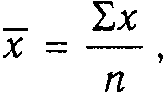 x̄ = Σx / n ,